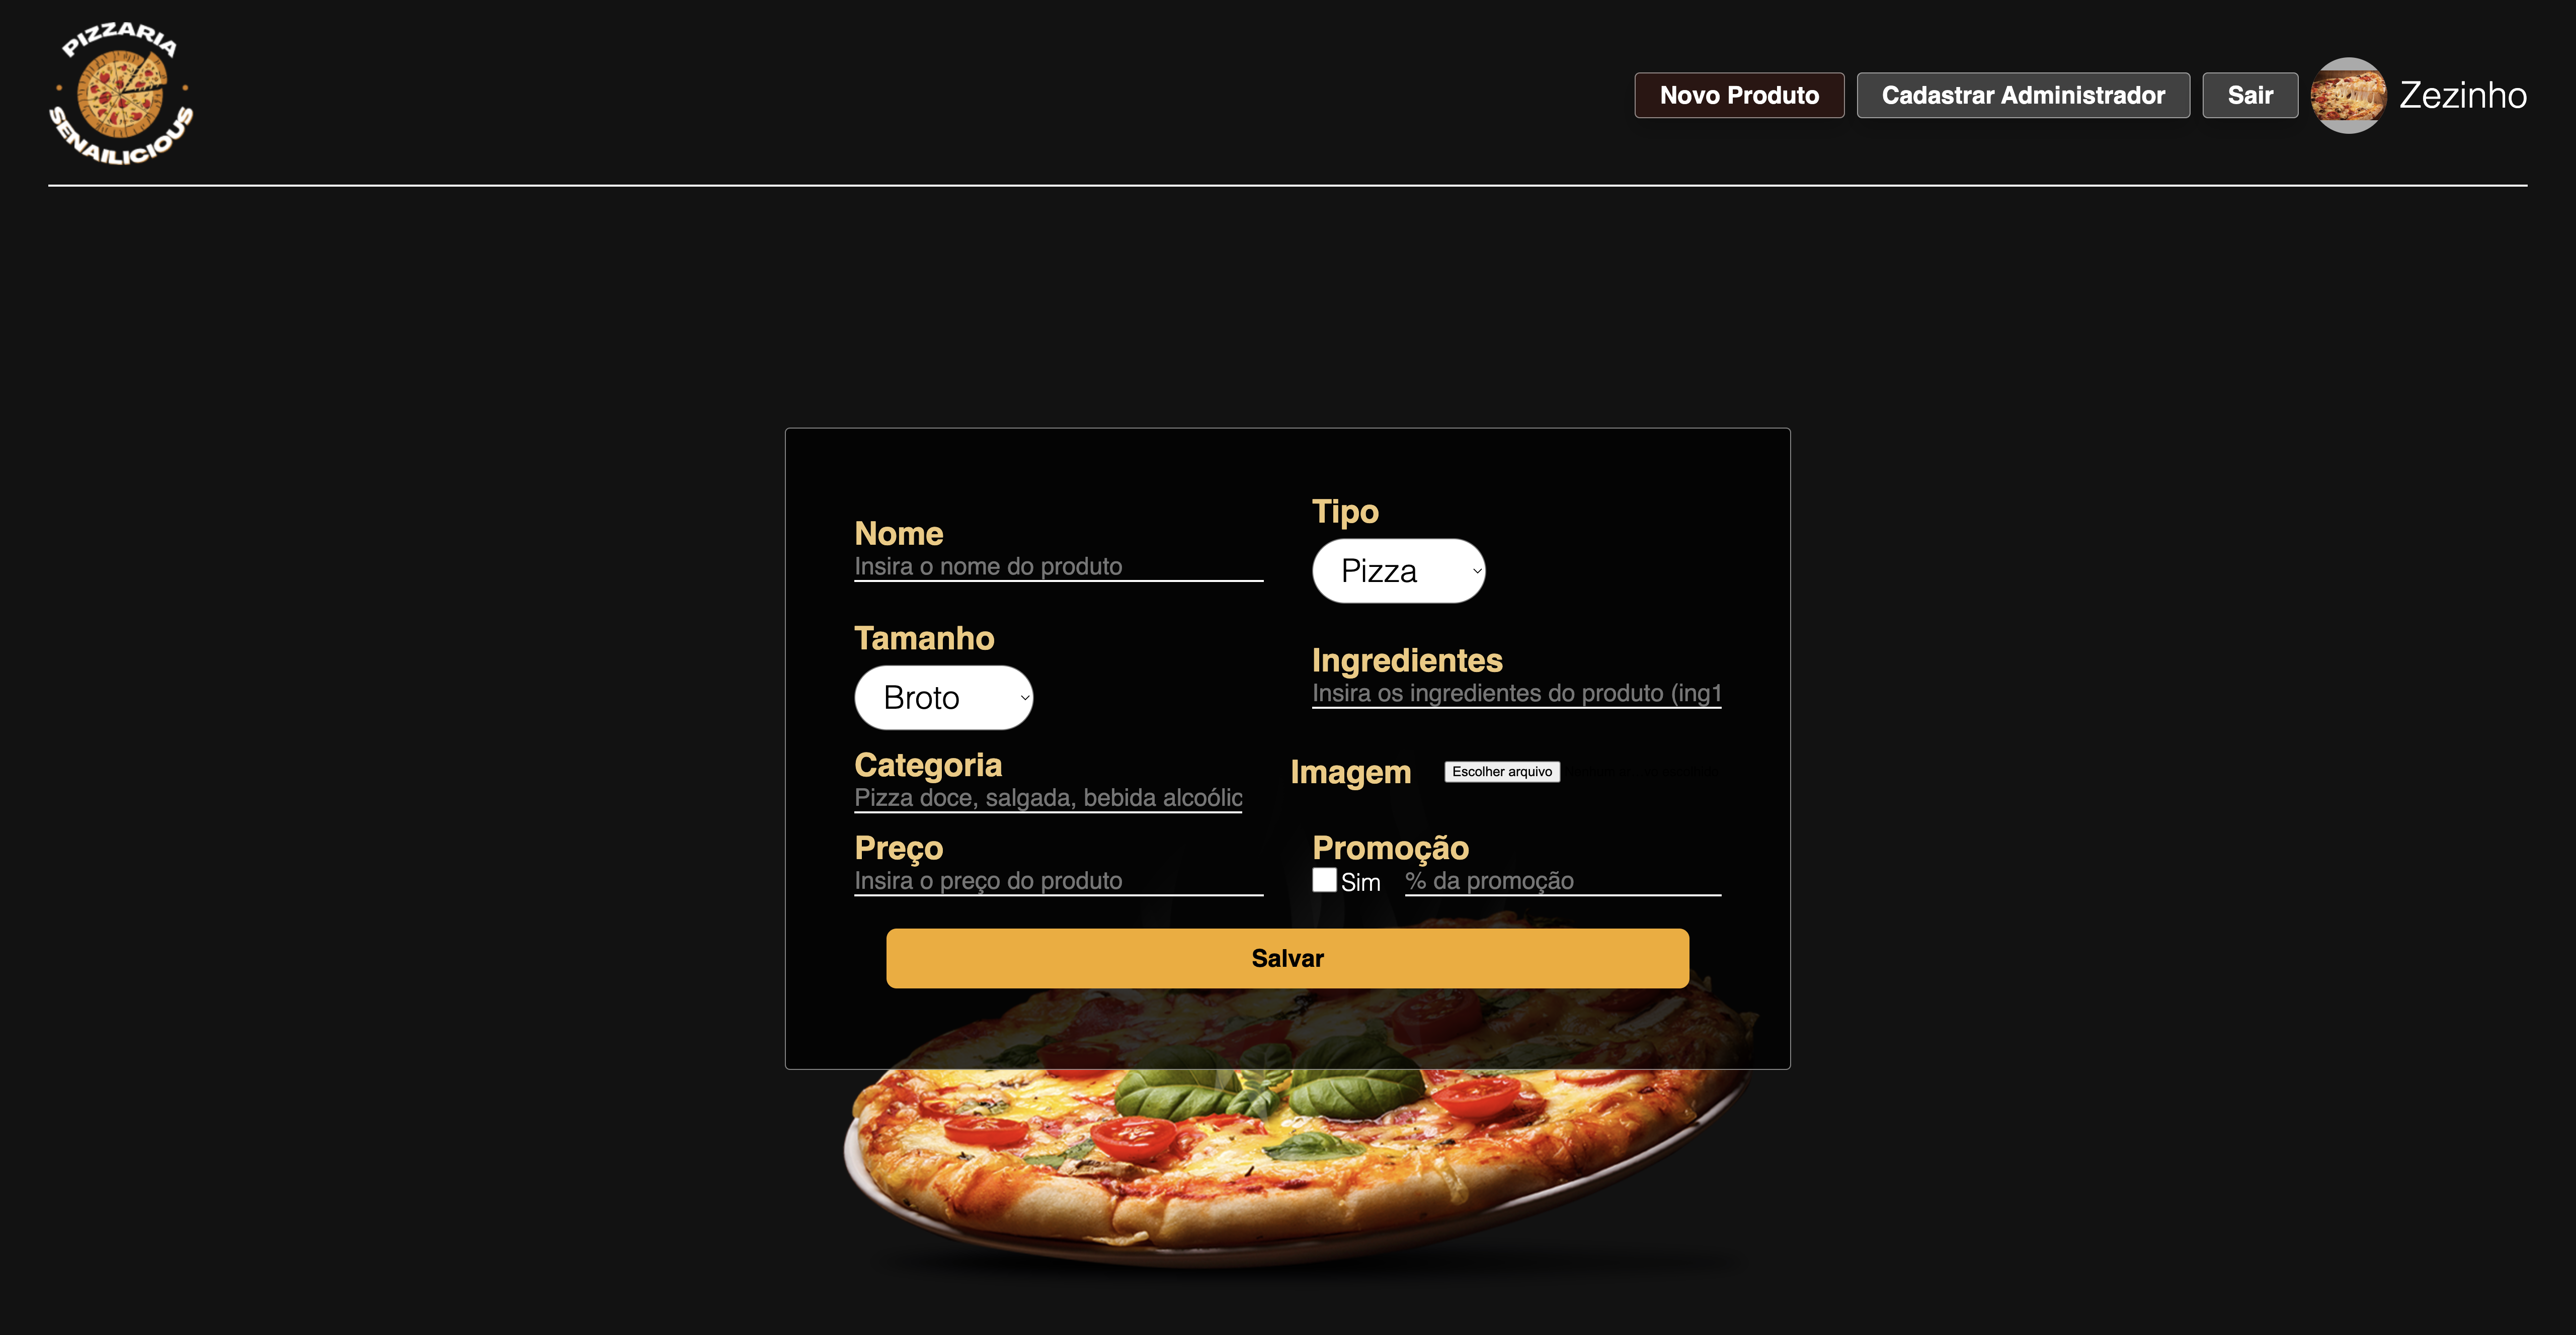 PIZZARIA
SENAILICIOUS
Novo Produto
Cadastrar Administrador
Sair
Zezinho
Nome
Insira o nome do produto
Tipo
Pizza
Tamanho
Broto
Ingredientes
Insira os ingredientes do produto (ing1
Categoria
Pizza doce, salgada, bebida alcoólic
Imagem
Escolher arquivo
Preço
Insira o preço do produto
Promoção
Sim
% da promoção
Salvar